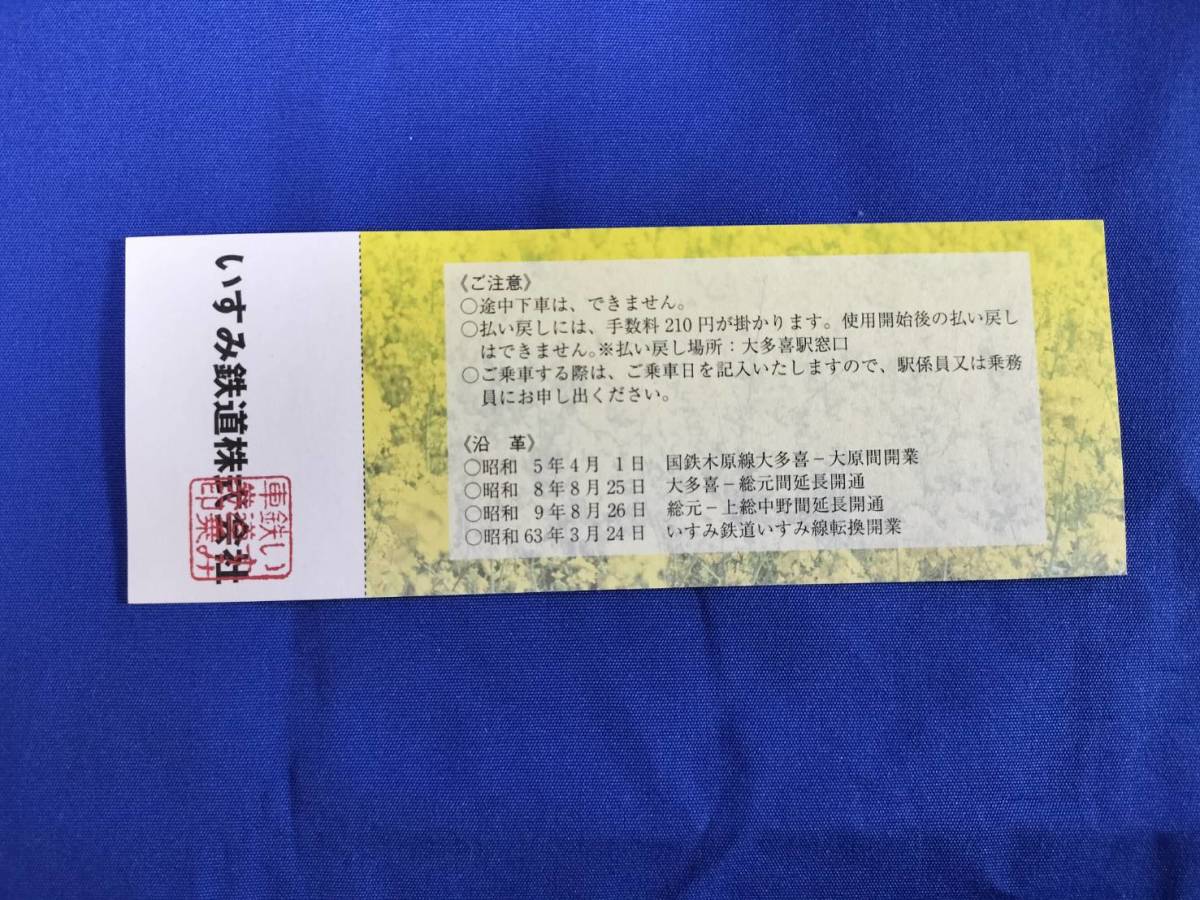 いすみ鉄道株式会社
《ご注意》
○途中下車は、できません。
○払い戻しには、手数料210円が掛かります。使用開始後の払い戻し
はできません。※払い戻し場所：大多喜駅窓口
○ご乗車する際は、ご乗車日を記入いたしますので、駅係員又は乗務
員にお申し出ください。
《沿　革》
○昭和　5年4月　1日　国鉄木原線大多喜－大原間開業
○昭和　8年8月25日　大多喜－総元間延長開通
○昭和　9年8月26日　総元－上総中野間延長開通
○昭和63年3月24日　いすみ鉄道いすみ線転換開業